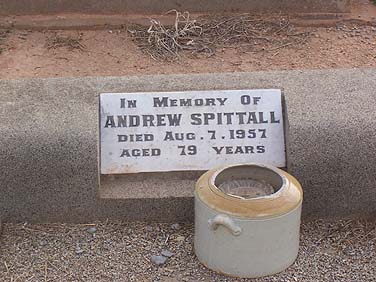 In Memory Of
ANDREW SPITTALL
DIED AUG. 7. 1957
AGED 79 YEARS